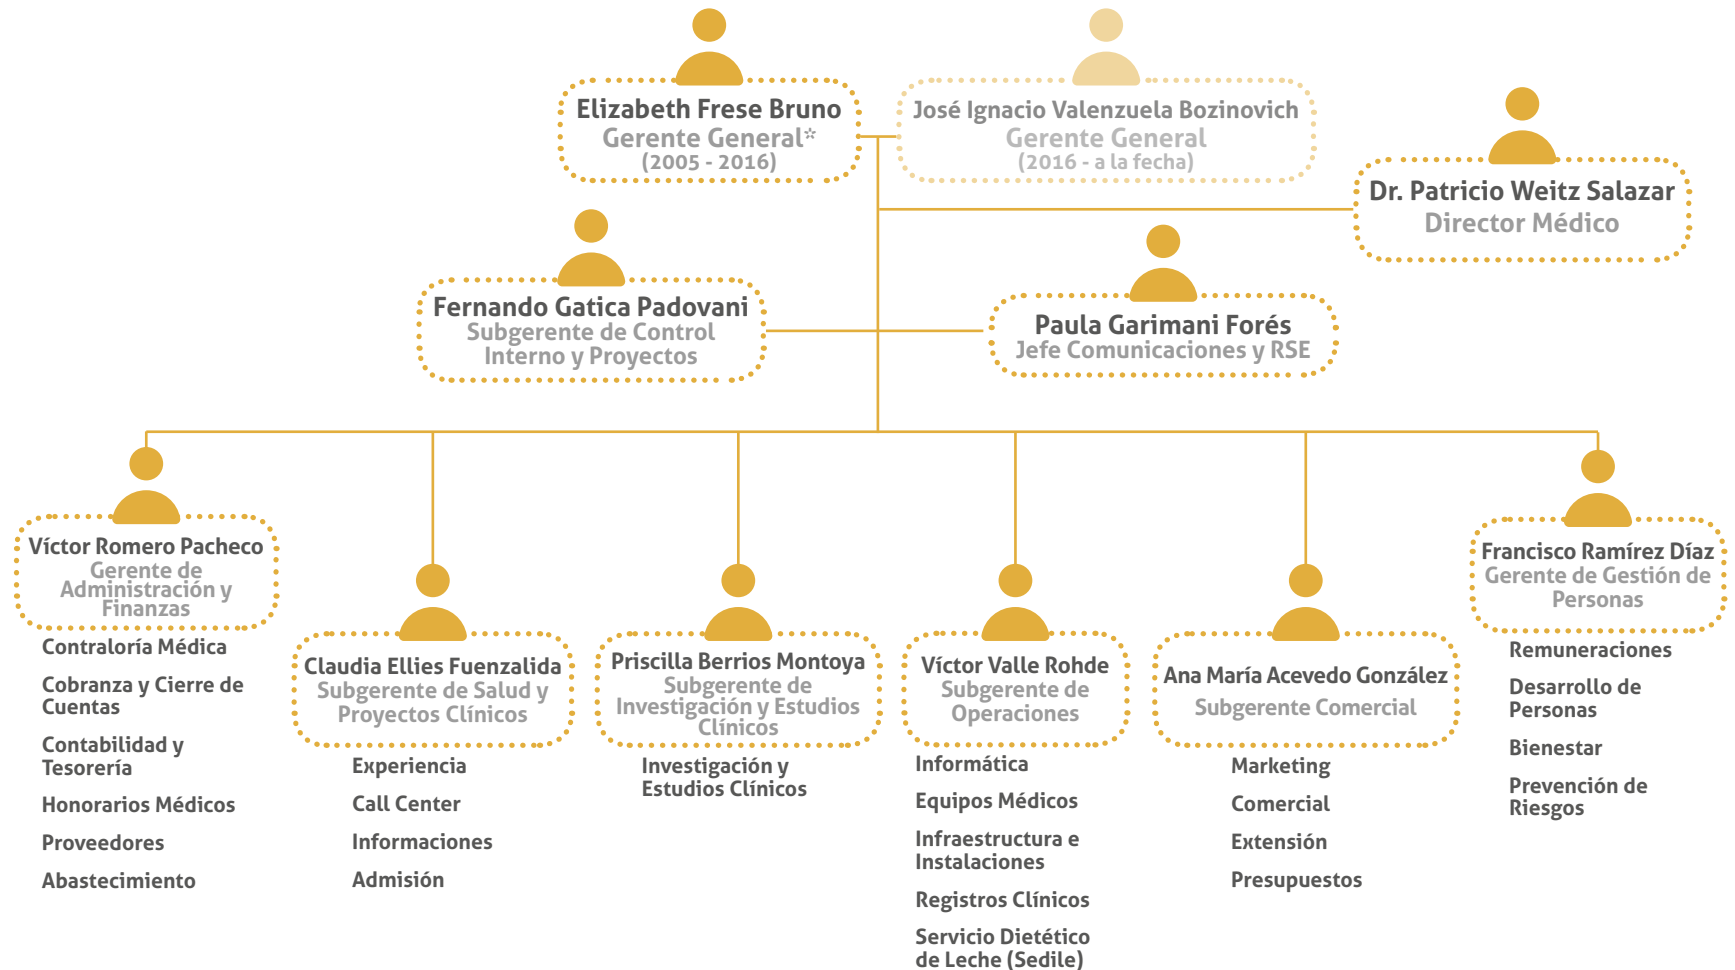 Elizabeth Frese Bruno
Gerente General*
(2005 - 2016)
José Ignacio Valenzuela Bozinovich
Gerente General
(2016 - a la fecha)
Dr. Patricio Weitz Salazar
Director Médico
Fernando Gatica Padovani
Subgerente de Control
Interno y Proyectos
Paula Garimani Forés
Jefe Comunicaciones y RSE
Víctor Romero Pacheco
Gerente de
Administración y
Finanzas
Contraloría Médica
Cobranza y Cierre de
Cuentas
Contabilidad y
Tesorería
Honorarios Médicos
Proveedores
Abastecimiento
Claudia Ellies Fuenzalida
Subgerente de Salud y
Proyectos Clínicos
Experiencia
Call Center
Informaciones
Admisión
Priscilla Berrios Montoya
Subgerente de
Investigación y Estudios
Clínicos
Investigación y
Estudios Clínicos
Víctor Valle Rohde
Subgerente de
Operaciones
Informática
Equipos Médicos
Infraestructura e
Instalaciones
Registros Clínicos
Servicio Dietético
de Leche (Sedile)
Ana María Acevedo González
Subgerente Comercial
Marketing
Comercial
Extensión
Presupuestos
Francisco Ramírez Díaz
Gerente de Gestión de
Personas
Remuneraciones
Desarrollo de
Personas
Bienestar
Prevención de
Riesgos